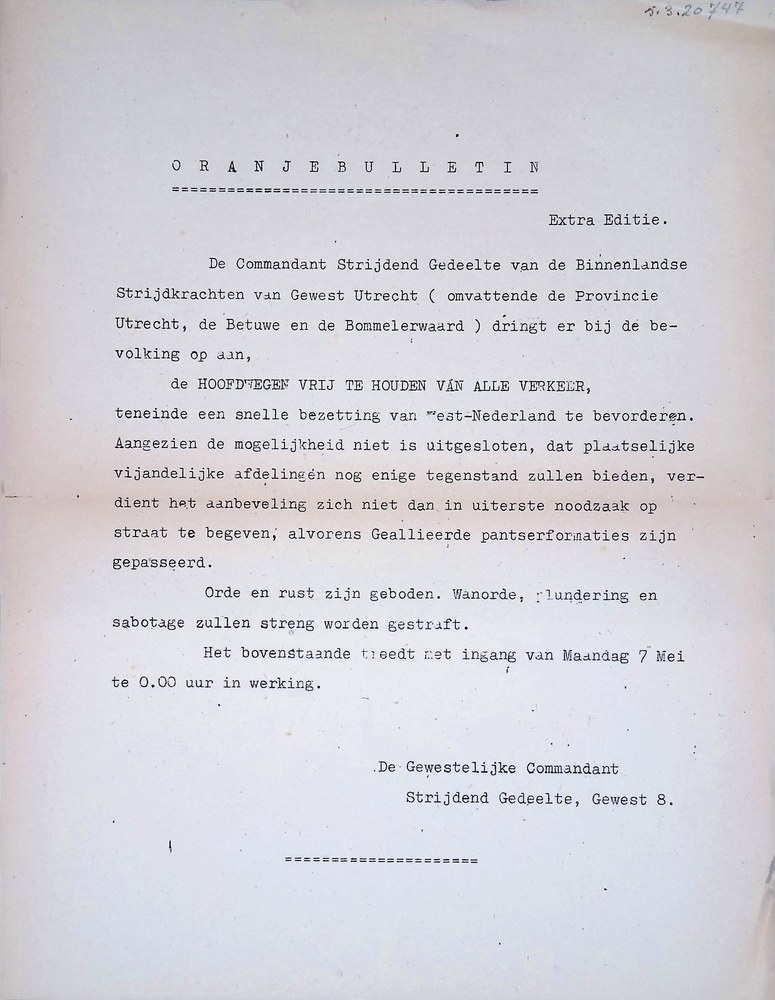 5.3.20747
O R A N J E B U L L E T I N
========================================
Extra Editie.
De Commandant Strijdend Gedeelte van de Binnenlandse
Strijdkrachten van Gewest Utrecht ( omvattende de Provincie
Utrecht, de Betuwe en de Bommelerwaard ) dringt er bij de be-
volking op aan,
de HOOFDWEGEN VRIJ TE HOUDEN VAN ALLE VERKEER,
teneinde een snelle bezetting van West-Nederland te bevorderen.
Aangezien de mogelijkheid niet is uitgesloten, dat plaatselijke
vijandelijke afdelingen nog enige tegenstand zullen bieden, ver-
dient het aanbeveling zich niet dan in uiterste noodzaak op
straat te begeven, alvorens Geallieerde pantserformaties zijn
gepasseerd.
Orde en rust zijn geboden. Wanorde, plundering en
sabotage zullen streng worden gestraft.
Het bovenstaande treedt met ingang van Maandag 7 Mei
te 0.00 uur in werking.
De Gewestelijke Commandant
Strijdend Gedeelte, Gewest 8.
=====================